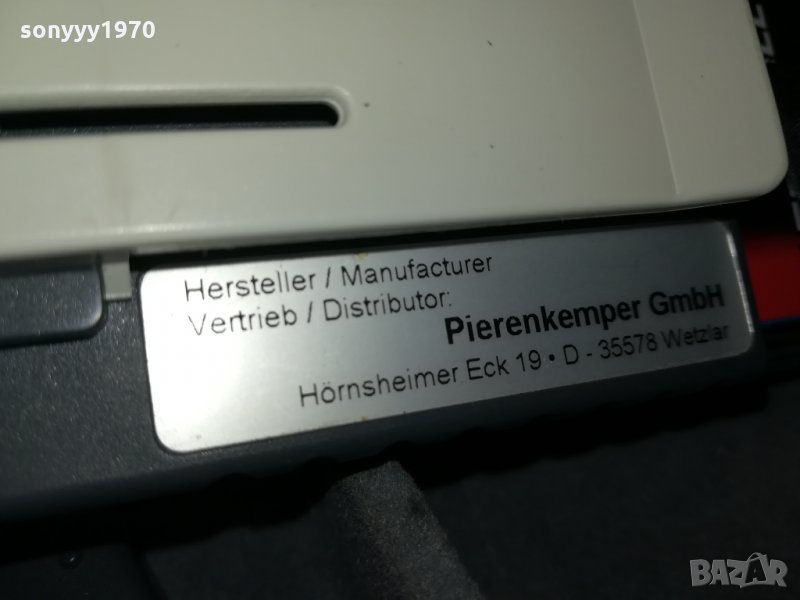 sonyyy1970
Hersteller / Manufacturer
Vertrieb / Distributor:
Pierenkemper GmbH
Hörnsheimer Eck 19 • D - 35578 Wetzlar
BAZAR